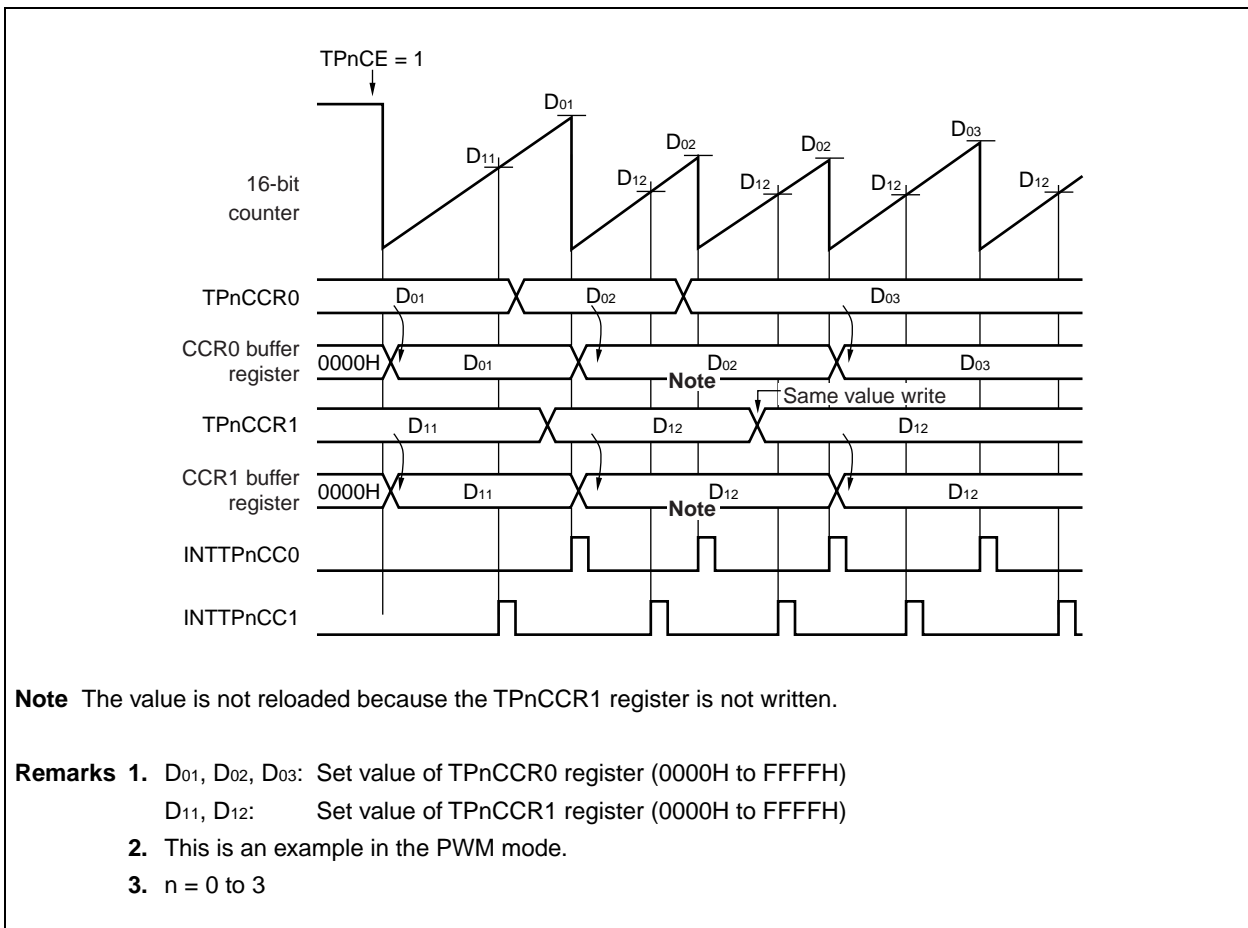 TPnCE = 1
D01
D11
D02
D12
D02
D12
D03
D12
D12
16-bit
counter
TPnCCR0
D01
D02
D03
CCR0 buffer
register
0000H
D01
D02
D03
Note
Same value write
TPnCCR1
D11
D12
D12
CCR1 buffer
register
0000H
D11
D12
D12
Note
INTTPnCC0
INTTPnCC1
Note The value is not reloaded because the TPnCCR1 register is not written.
Remarks 1. D01, D02, D03: Set value of TPnCCR0 register (0000H to FFFFH)
D11, D12: Set value of TPnCCR1 register (0000H to FFFFH)
2. This is an example in the PWM mode.
3. n = 0 to 3